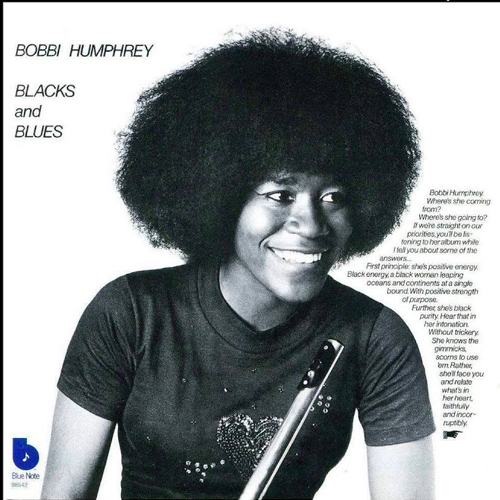 BOBBI HUMPHREY
BLACKS
and
BLUES
Bobbi Humphrey.
Where's she coming
from?
Where's she going to?
If we're straight on our
priorities, you'll be lis-
tening to her album while
I tell you about some of the
answers...
First principle: she's positive energy.
Black energy, a black woman leaping
oceans and continents at a single
bound. With positive strength
of purpose.
Further, she's black
purity. Hear that in
her intonation.
Without trickery.
She knows the
gimmicks,
scorns to use
'em. Rather,
she'll face you
and relate
what's in
her heart,
faithfully
and incor-
ruptibly.
b
Blue Note